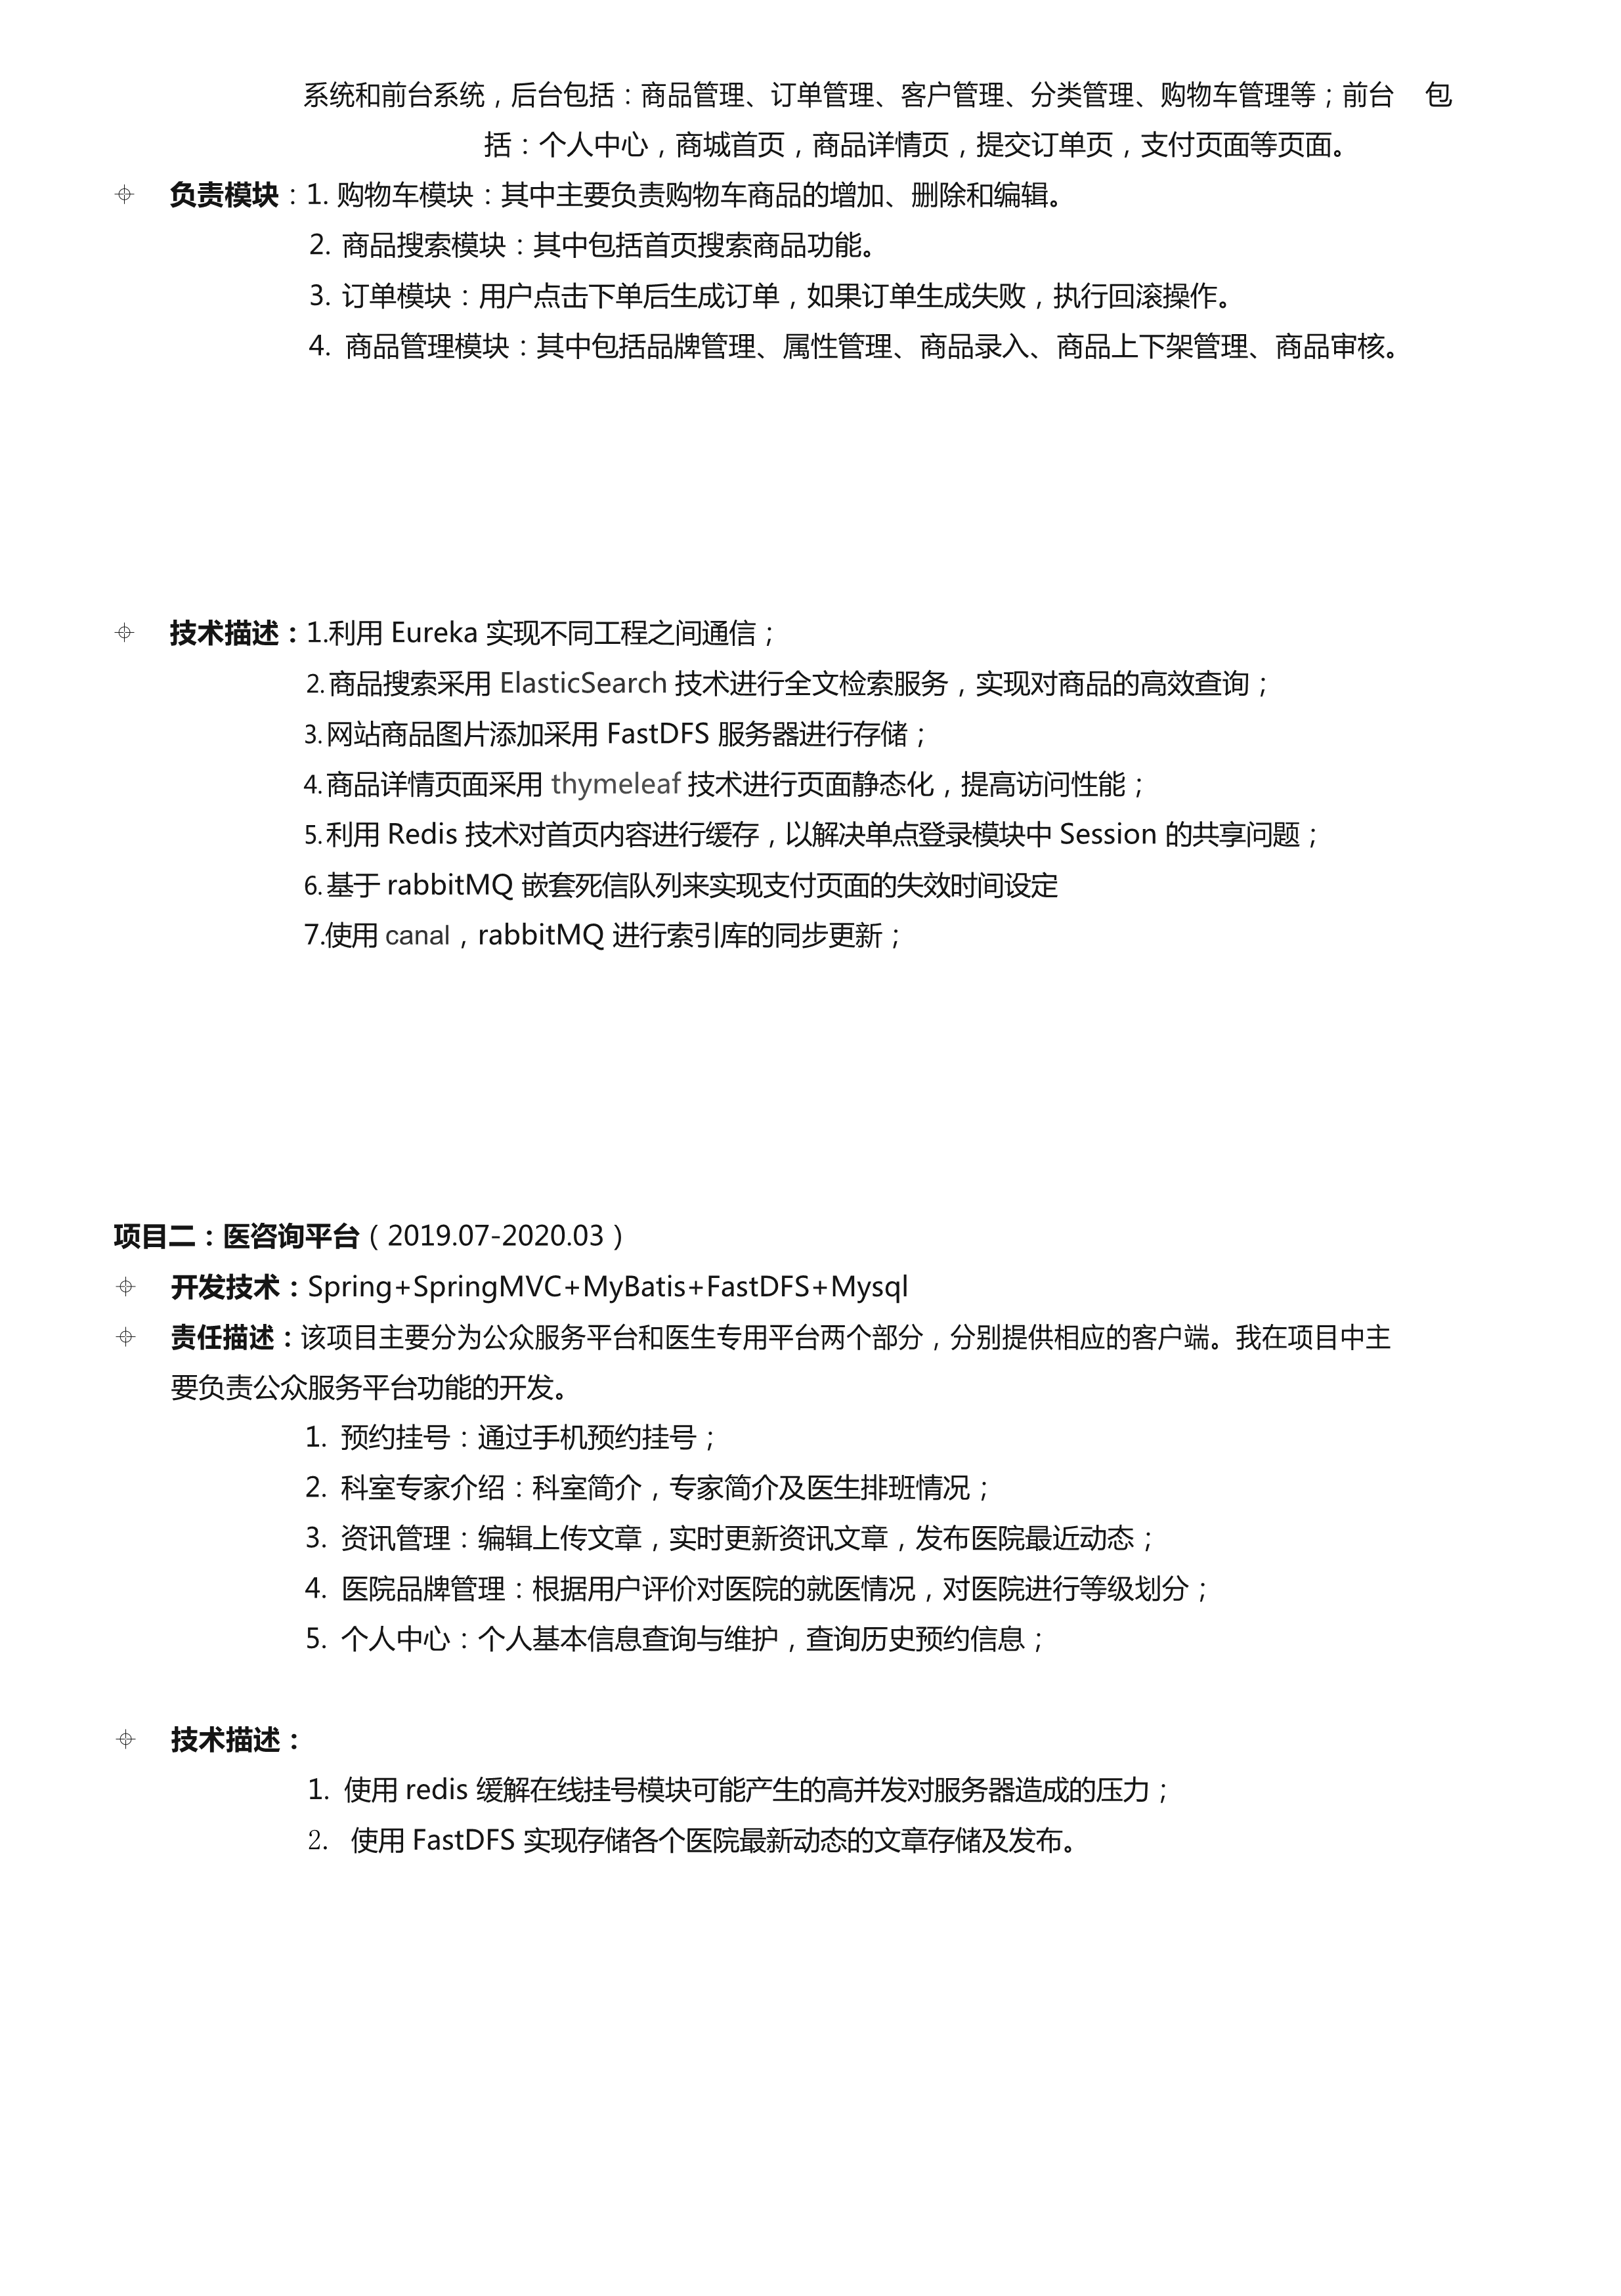 系统和前台系统，后台包括：商品管理、订单管理、客户管理、分类管理、购物车管理等；前台 包
括：个人中心，商城首页，商品详情页，提交订单页，支付页面等页面。
负责模块：1. 购物车模块：其中主要负责购物车商品的增加、删除和编辑。
2. 商品搜索模块：其中包括首页搜索商品功能。
3. 订单模块：用户点击下单后生成订单，如果订单生成失败，执行回滚操作。
4. 商品管理模块：其中包括品牌管理、属性管理、商品录入、商品上下架管理、商品审核。
技术描述：1.利用 Eureka 实现不同工程之间通信；
2.商品搜索采用 ElasticSearch 技术进行全文检索服务，实现对商品的高效查询；
3.网站商品图片添加采用 FastDFS 服务器进行存储；
4.商品详情页面采用 thymeleaf 技术进行页面静态化，提高访问性能；
5.利用 Redis 技术对首页内容进行缓存，以解决单点登录模块中 Session 的共享问题；
6.基于 rabbitMQ 嵌套死信队列来实现支付页面的失效时间设定
7.使用 canal，rabbitMQ 进行索引库的同步更新；
项目二：医咨询平台（2019.07-2020.03）
开发技术：Spring+SpringMVC+MyBatis+FastDFS+Mysql
责任描述：该项目主要分为公众服务平台和医生专用平台两个部分，分别提供相应的客户端。我在项目中主
要负责公众服务平台功能的开发。
1. 预约挂号：通过手机预约挂号；
2. 科室专家介绍：科室简介，专家简介及医生排班情况；
3. 资讯管理：编辑上传文章，实时更新资讯文章，发布医院最近动态；
4. 医院品牌管理：根据用户评价对医院的就医情况，对医院进行等级划分；
5. 个人中心：个人基本信息查询与维护，查询历史预约信息；
技术描述：
1. 使用 redis 缓解在线挂号模块可能产生的高并发对服务器造成的压力；
2. 使用 FastDFS 实现存储各个医院最新动态的文章存储及发布。